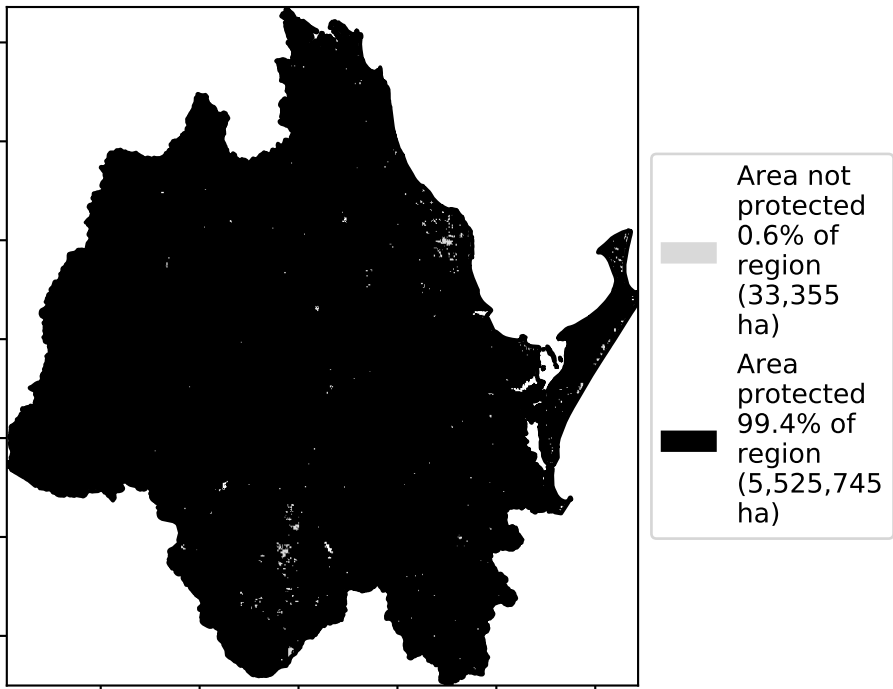 Area not
protected
0.6% of
region
(33,355
ha)
Area
protected
99.4% of
region
(5,525,745
ha)